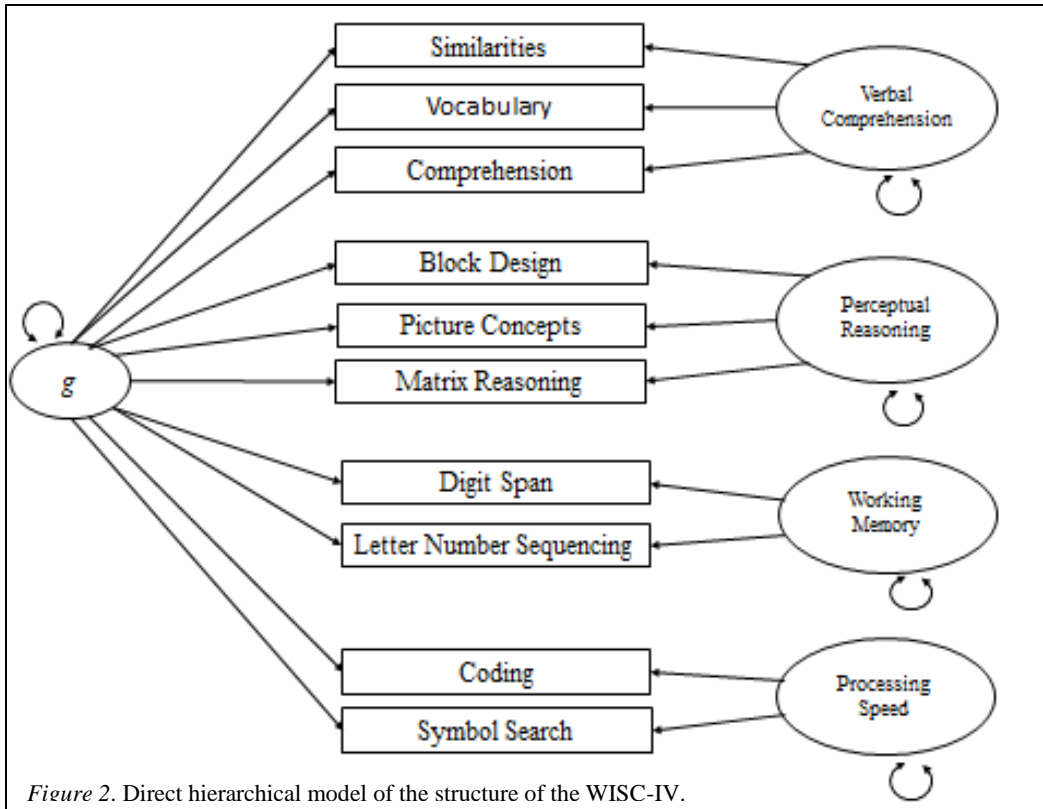 Similarities
Vocabulary
Comprehension
Block Design
Picture Concepts
Matrix Reasoning
Digit Span
Letter Number Sequencing
Coding
Symbol Search
g
Verbal
Comprehension
Perceptual
Reasoning
Working
Memory
Processing
Speed
Figure 2. Direct hierarchical model of the structure of the WISC-IV.